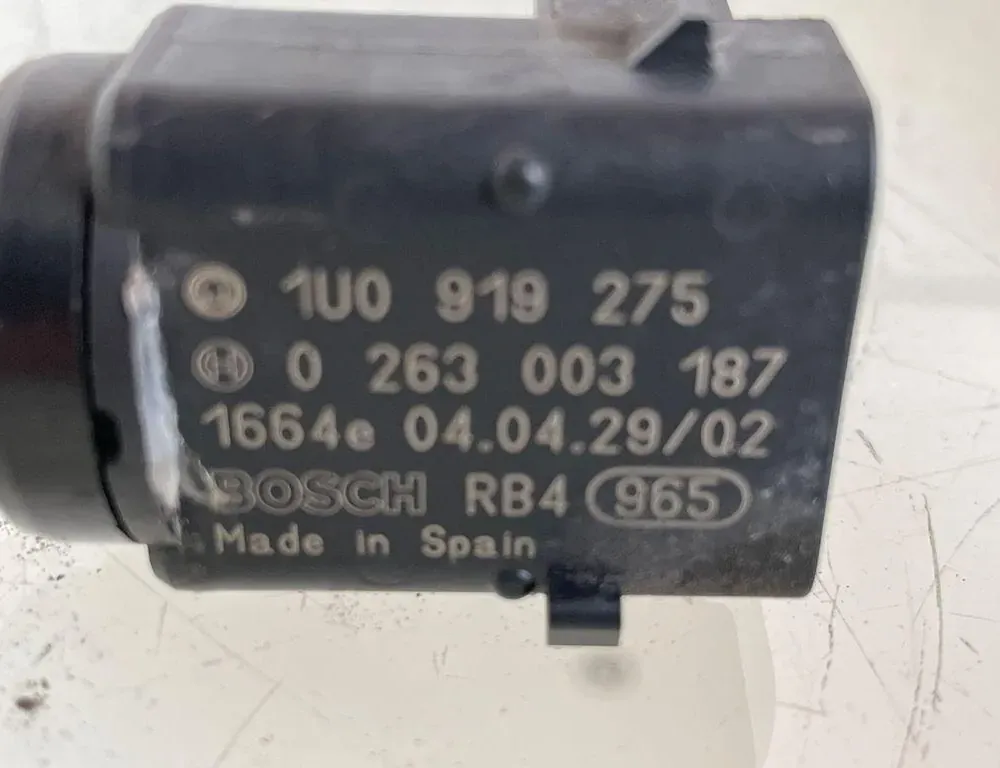 1U0 919 275
0 263 003 187
1664e 04.04.29/02
BOSCH RB4 965
Made in Spain